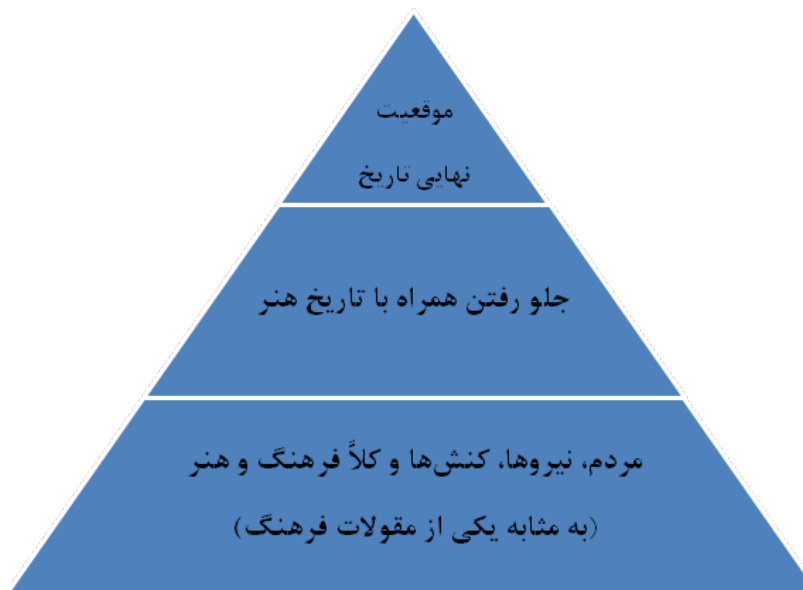 موقعیت
نهایی تاریخ
جلو رفتن همراه با تاریخ هنر
مردم، نیروها، کنش‌ها و کلاً فرهنگ و هنر
(به مثابه یکی از مقولات فرهنگ)